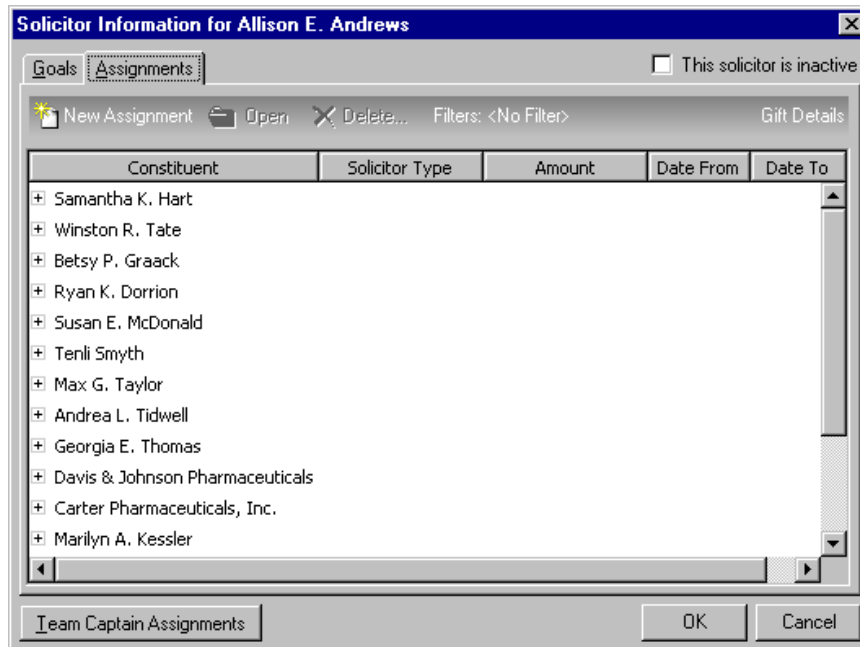 Solicitor Information for Allison E. Andrews
Goals Assignments This solicitor is inactive
New Assignment Open Delete... Filters: <No Filter> Gift Details
Constituent Solicitor Type Amount Date From Date To
Samantha K. Hart
Winston R. Tate
Betsy P. Graack
Ryan K. Dorrion
Susan E. McDonald
Tenli Smyth
Max G. Taylor
Andrea L. Tidwell
Georgia E. Thomas
Davis & Johnson Pharmaceuticals
Carter Pharmaceuticals, Inc.
Marilyn A. Kessler
Team Captain Assignments OK Cancel